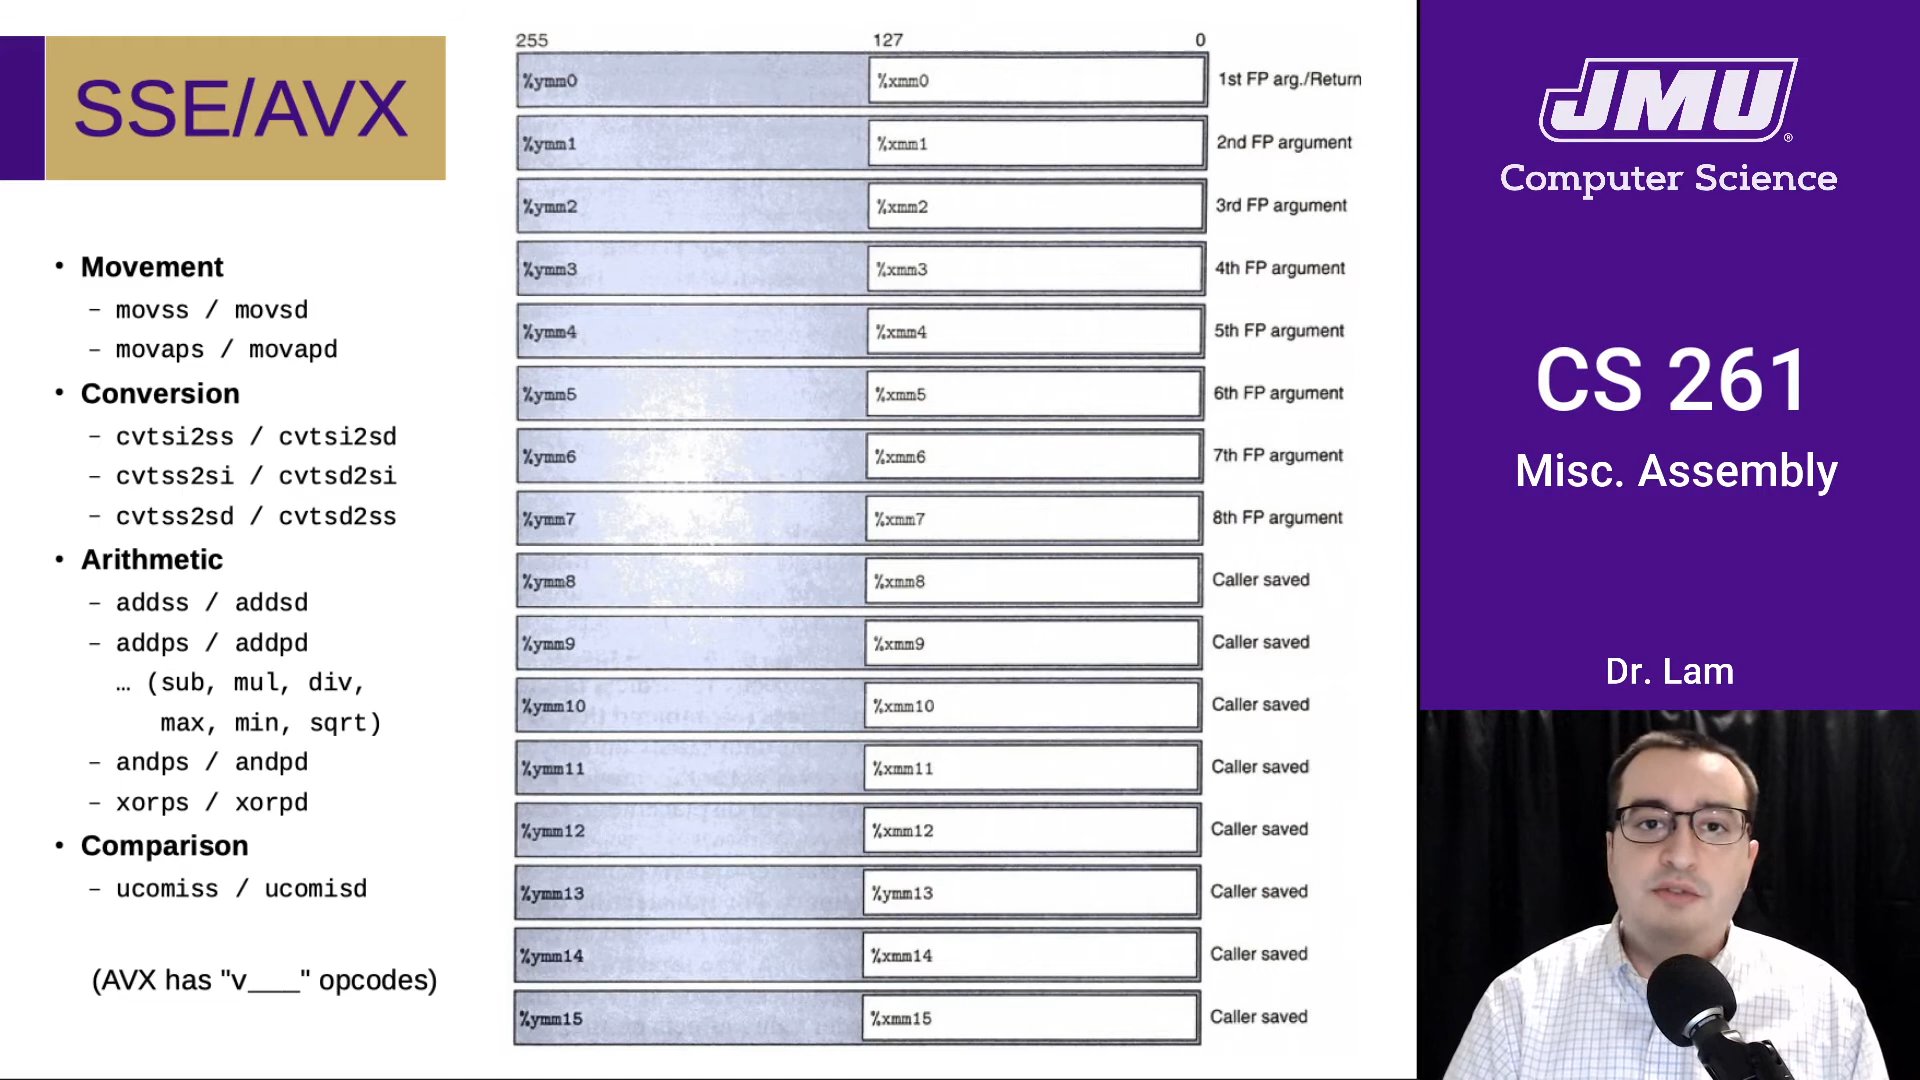 SSE/AVX
• Movement
– movss / movsd
– movaps / movapd
• Conversion
– cvtsi2ss / cvtsi2sd
– cvtss2si / cvtsd2si
– cvtss2sd / cvtsd2ss
• Arithmetic
– addss / addsd
– addps / addpd
… (sub, mul, div,
max, min, sqrt)
– andps / andpd
– xorps / xorpd
• Comparison
– ucomiss / ucomisd
(AVX has "v___" opcodes)
255 127 0
%ymm0 %xmm0 1st FP arg./Return
%ymm1 %xmm1 2nd FP argument
%ymm2 %xmm2 3rd FP argument
%ymm3 %xmm3 4th FP argument
%ymm4 %xmm4 5th FP argument
%ymm5 %xmm5 6th FP argument
%ymm6 %xmm6 7th FP argument
%ymm7 %xmm7 8th FP argument
%ymm8 %xmm8 Caller saved
%ymm9 %xmm9 Caller saved
%ymm10 %xmm10 Caller saved
%ymm11 %xmm11 Caller saved
%ymm12 %xmm12 Caller saved
%ymm13 %ymm13 Caller saved
%ymm14 %xmm14 Caller saved
%ymm15 %xmm15 Caller saved
JMU®
Computer Science
CS 261
Misc. Assembly
Dr. Lam